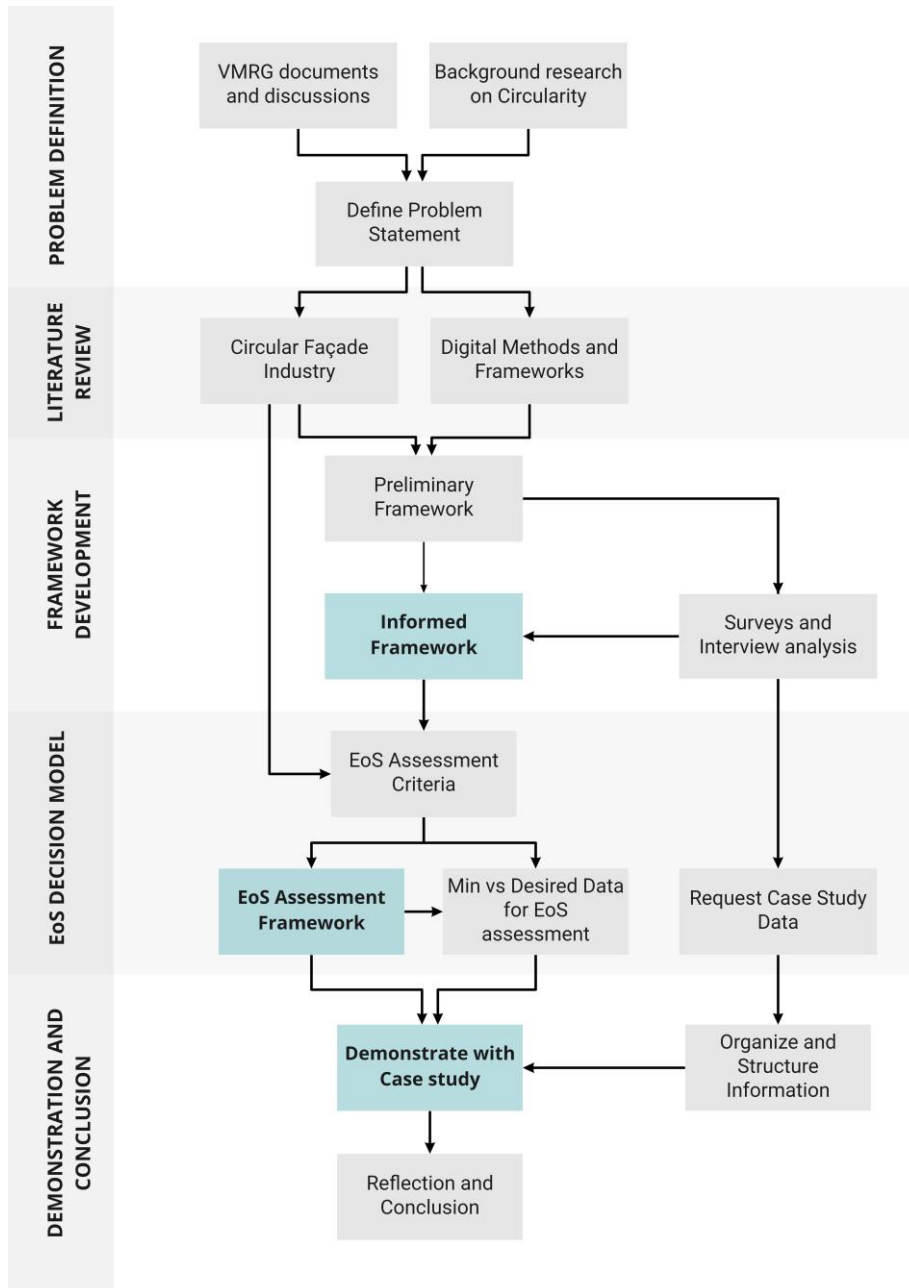 PROBLEM DEFINITION
VMRG documents
and discussions
Background research
on Circularity
Define Problem
Statement
LITERATURE
REVIEW
Circular Façade
Industry
Digital Methods and
Frameworks
FRAMEWORK
DEVELOPMENT
Preliminary
Framework
Informed
Framework
Surveys and
Interview analysis
EoS DECISION MODEL
EoS Assessment
Criteria
EoS Assessment
Framework
Min vs Desired Data
for EoS
assessment
Request Case Study
Data
DEMONSTRATION AND
CONCLUSION
Demonstrate with
Case study
Organize and
Structure
Information
Reflection and
Conclusion